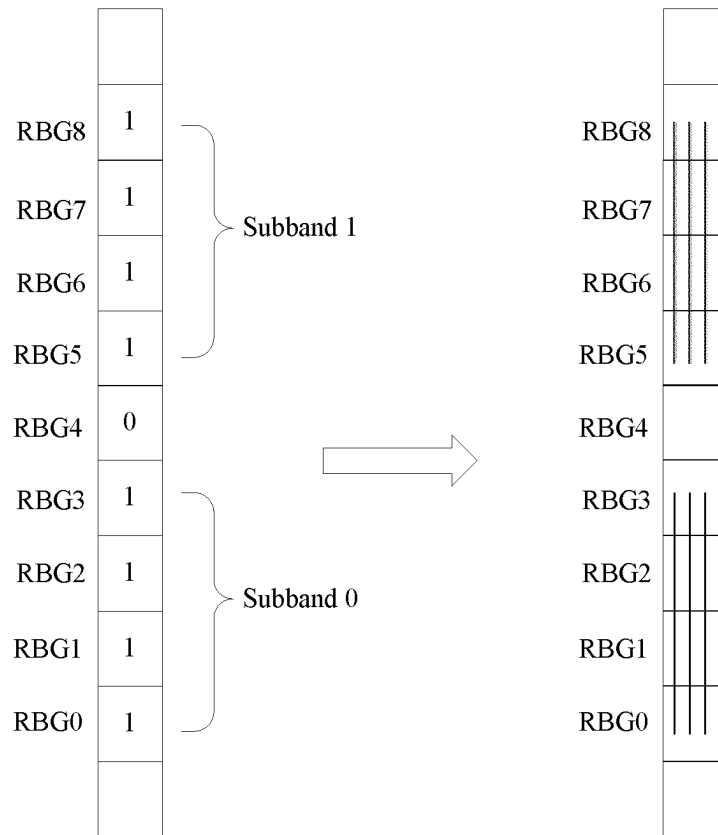 RBG8 1 RBG8
RBG7 1 RBG7
Subband 1
RBG6 1 RBG6
RBG5 1 RBG5
RBG4 0 RBG4
RBG3 1 RBG3
RBG2 1 RBG2
Subband 0
RBG1 1 RBG1
RBG0 1 RBG0